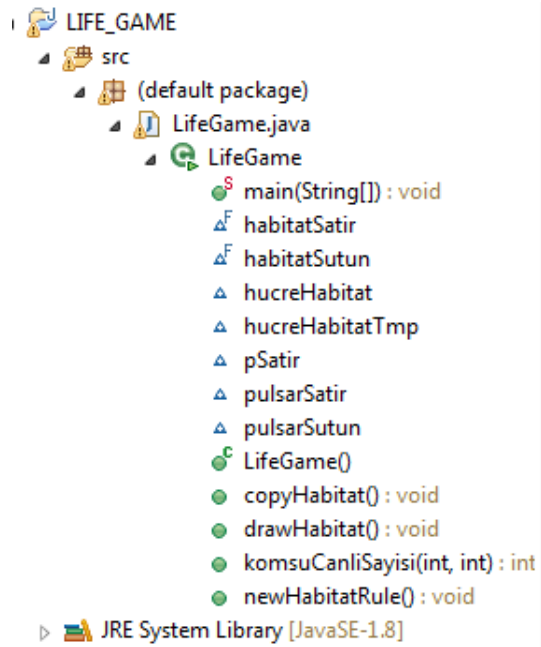 LIFE_GAME
src
(default package)
LifeGame.java
LifeGame
main(String[]) : void
habitatSatir
habitatSutun
hucreHabitat
hucreHabitatTmp
pSatir
pulsarSatir
pulsarSutun
LifeGame()
copyHabitat() : void
drawHabitat() : void
komsuCanliSayisi(int, int) : int
newHabitatRule() : void
JRE System Library [JavaSE-1.8]